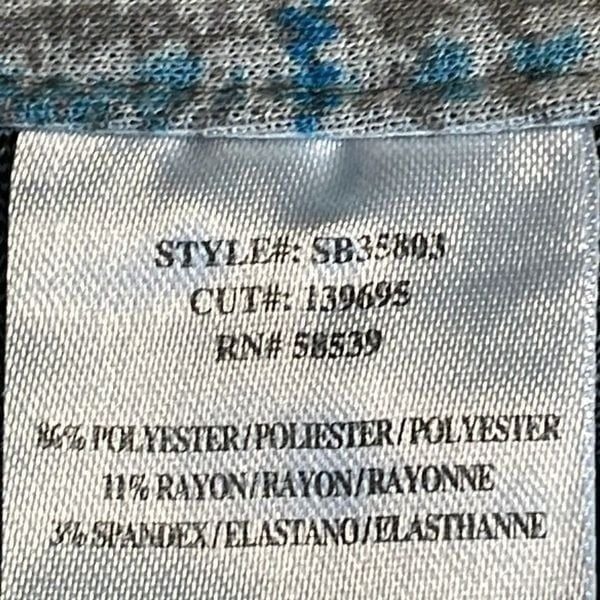 STYLE#: SB35803
CUT#: 139695
RN# 58539
86% POLYESTER/POLIESTER/POLYESTER
11% RAYON/RAYON/RAYONNE
3% SPANDEX/ELASTANO/ELASTHANNE